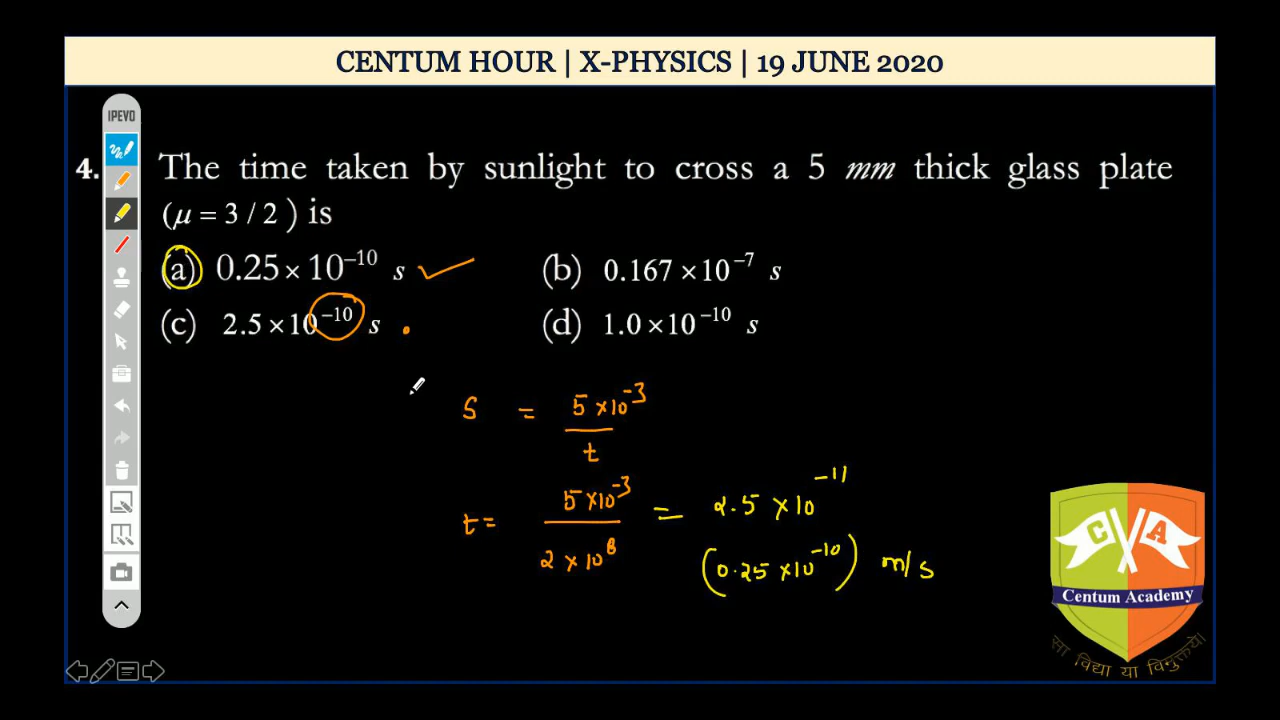 CENTUM HOUR | X-PHYSICS | 19 JUNE 2020
IPEVO
4. The time taken by sunlight to cross a 5 mm thick glass plate
(μ = 3 / 2 ) is
(a) 0.25 × 10⁻¹⁰ s (b) 0.167 × 10⁻⁷ s
(c) 2.5 × 10⁻¹⁰ s (d) 1.0 × 10⁻¹⁰ s
S = 5 × 10⁻³ / t
t = 5 × 10⁻³ / 2 × 10⁸ = 2.5 × 10⁻¹¹
(0.25 × 10⁻¹⁰) m/s
C A
Centum Academy
सा विद्या या विमुक्तये।